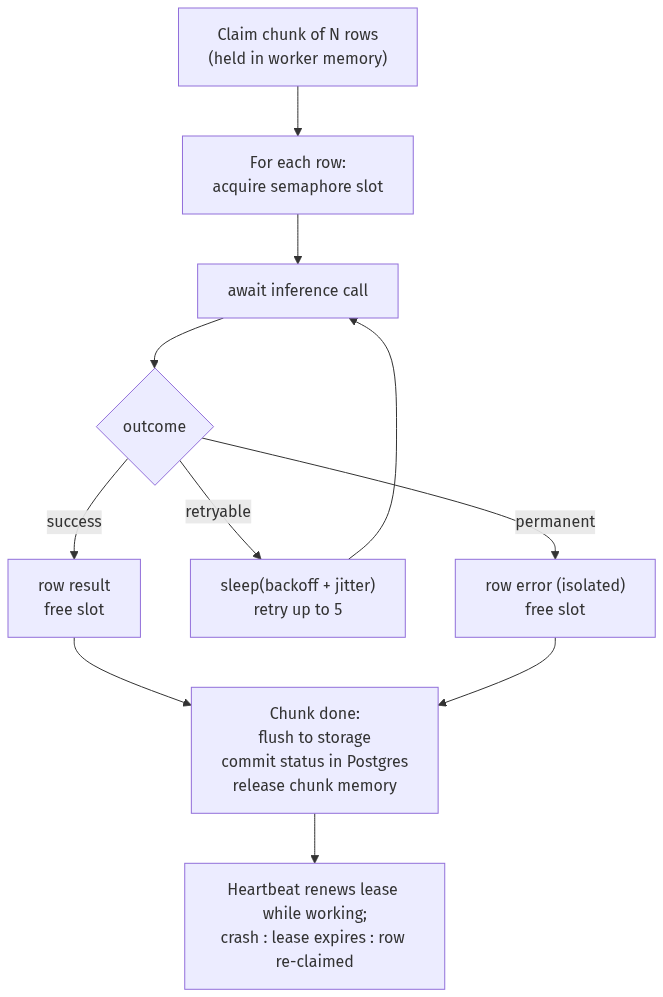 Claim chunk of N rows
(held in worker memory)
For each row:
acquire semaphore slot
await inference call
outcome
success
retryable
permanent
row result
free slot
sleep(backoff + jitter)
retry up to 5
row error (isolated)
free slot
Chunk done:
flush to storage
commit status in Postgres
release chunk memory
Heartbeat renews lease
while working;
crash : lease expires : row
re-claimed